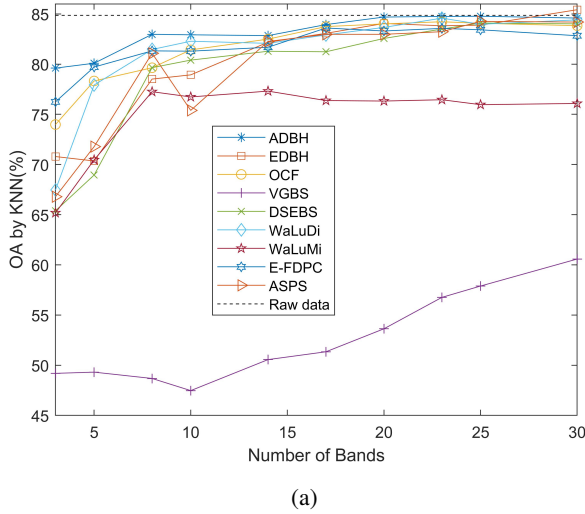 85
80
75
70
65
60
55
50
45
OA by KNN(%)
ADBH
EDBH
OCF
VGBS
DSEBS
WaLuDi
WaLuMi
E-FDPC
ASPS
Raw data
5 10 15 20 25 30
Number of Bands
(a)